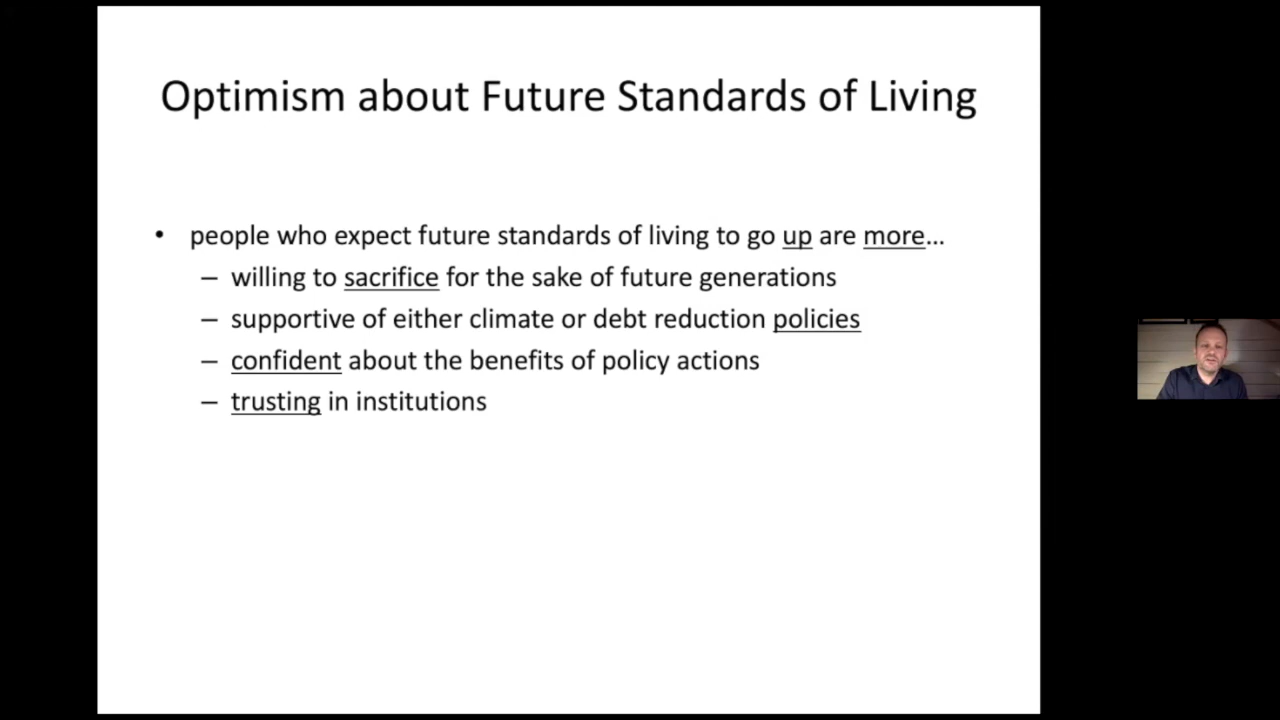 Optimism about Future Standards of Living
• people who expect future standards of living to go up are more…
– willing to sacrifice for the sake of future generations
– supportive of either climate or debt reduction policies
– confident about the benefits of policy actions
– trusting in institutions